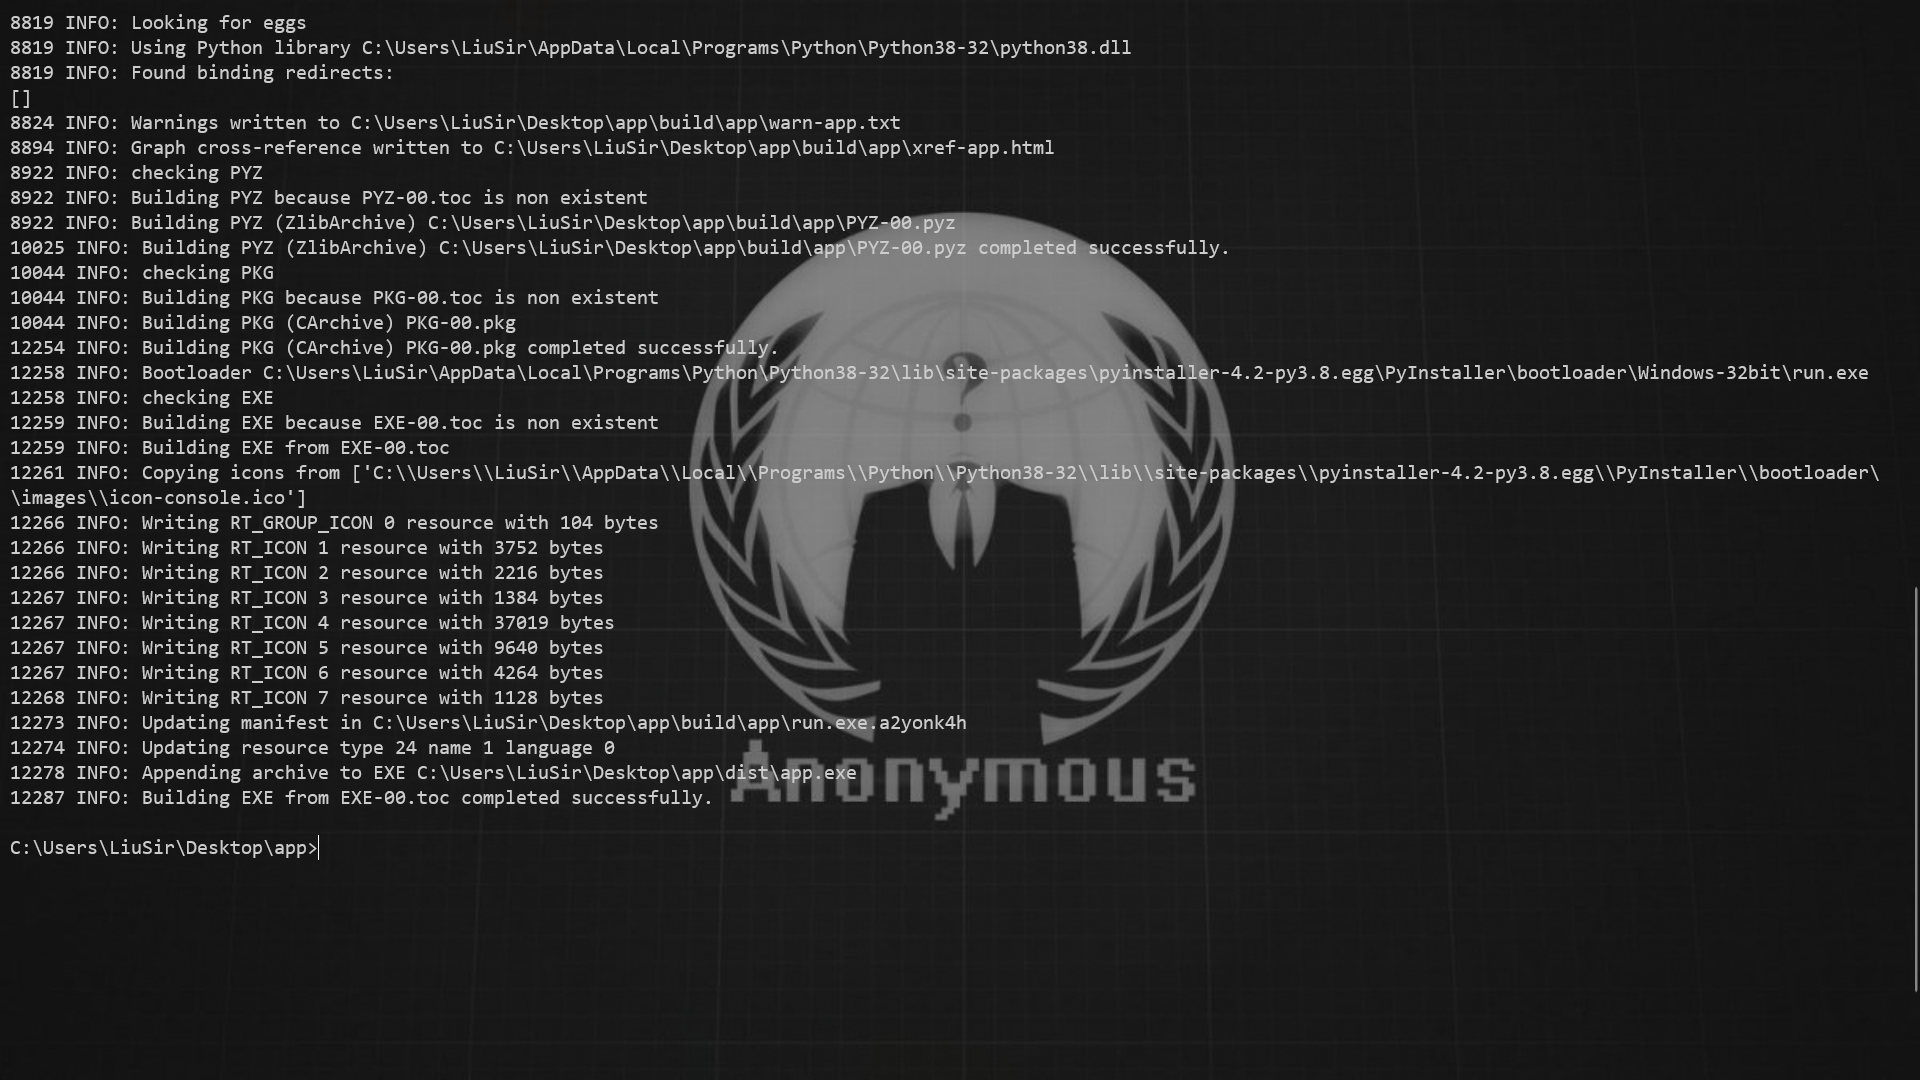 8819 INFO: Looking for eggs
8819 INFO: Using Python library C:\Users\LiuSir\AppData\Local\Programs\Python\Python38-32\python38.dll
8819 INFO: Found binding redirects:
[]
8824 INFO: Warnings written to C:\Users\LiuSir\Desktop\app\build\app\warn-app.txt
8894 INFO: Graph cross-reference written to C:\Users\LiuSir\Desktop\app\build\app\xref-app.html
8922 INFO: checking PYZ
8922 INFO: Building PYZ because PYZ-00.toc is non existent
8922 INFO: Building PYZ (ZlibArchive) C:\Users\LiuSir\Desktop\app\build\app\PYZ-00.pyz
10025 INFO: Building PYZ (ZlibArchive) C:\Users\LiuSir\Desktop\app\build\app\PYZ-00.pyz completed successfully.
10044 INFO: checking PKG
10044 INFO: Building PKG because PKG-00.toc is non existent
10044 INFO: Building PKG (CArchive) PKG-00.pkg
12254 INFO: Building PKG (CArchive) PKG-00.pkg completed successfully.
12258 INFO: Bootloader C:\Users\LiuSir\AppData\Local\Programs\Python\Python38-32\lib\site-packages\pyinstaller-4.2-py3.8.egg\PyInstaller\bootloader\Windows-32bit\run.exe
12258 INFO: checking EXE
12259 INFO: Building EXE because EXE-00.toc is non existent
12259 INFO: Building EXE from EXE-00.toc
12261 INFO: Copying icons from ['C:\\Users\\LiuSir\\AppData\\Local\\Programs\\Python\\Python38-32\\lib\\site-packages\\pyinstaller-4.2-py3.8.egg\\PyInstaller\\bootloader\
\images\\icon-console.ico']
12266 INFO: Writing RT_GROUP_ICON 0 resource with 104 bytes
12266 INFO: Writing RT_ICON 1 resource with 3752 bytes
12266 INFO: Writing RT_ICON 2 resource with 2216 bytes
12267 INFO: Writing RT_ICON 3 resource with 1384 bytes
12267 INFO: Writing RT_ICON 4 resource with 37019 bytes
12267 INFO: Writing RT_ICON 5 resource with 9640 bytes
12267 INFO: Writing RT_ICON 6 resource with 4264 bytes
12268 INFO: Writing RT_ICON 7 resource with 1128 bytes
12273 INFO: Updating manifest in C:\Users\LiuSir\Desktop\app\build\app\run.exe.a2yonk4h
12274 INFO: Updating resource type 24 name 1 language 0
12278 INFO: Appending archive to EXE C:\Users\LiuSir\Desktop\app\dist\app.exe
12287 INFO: Building EXE from EXE-00.toc completed successfully.
Anonymous
C:\Users\LiuSir\Desktop\app>